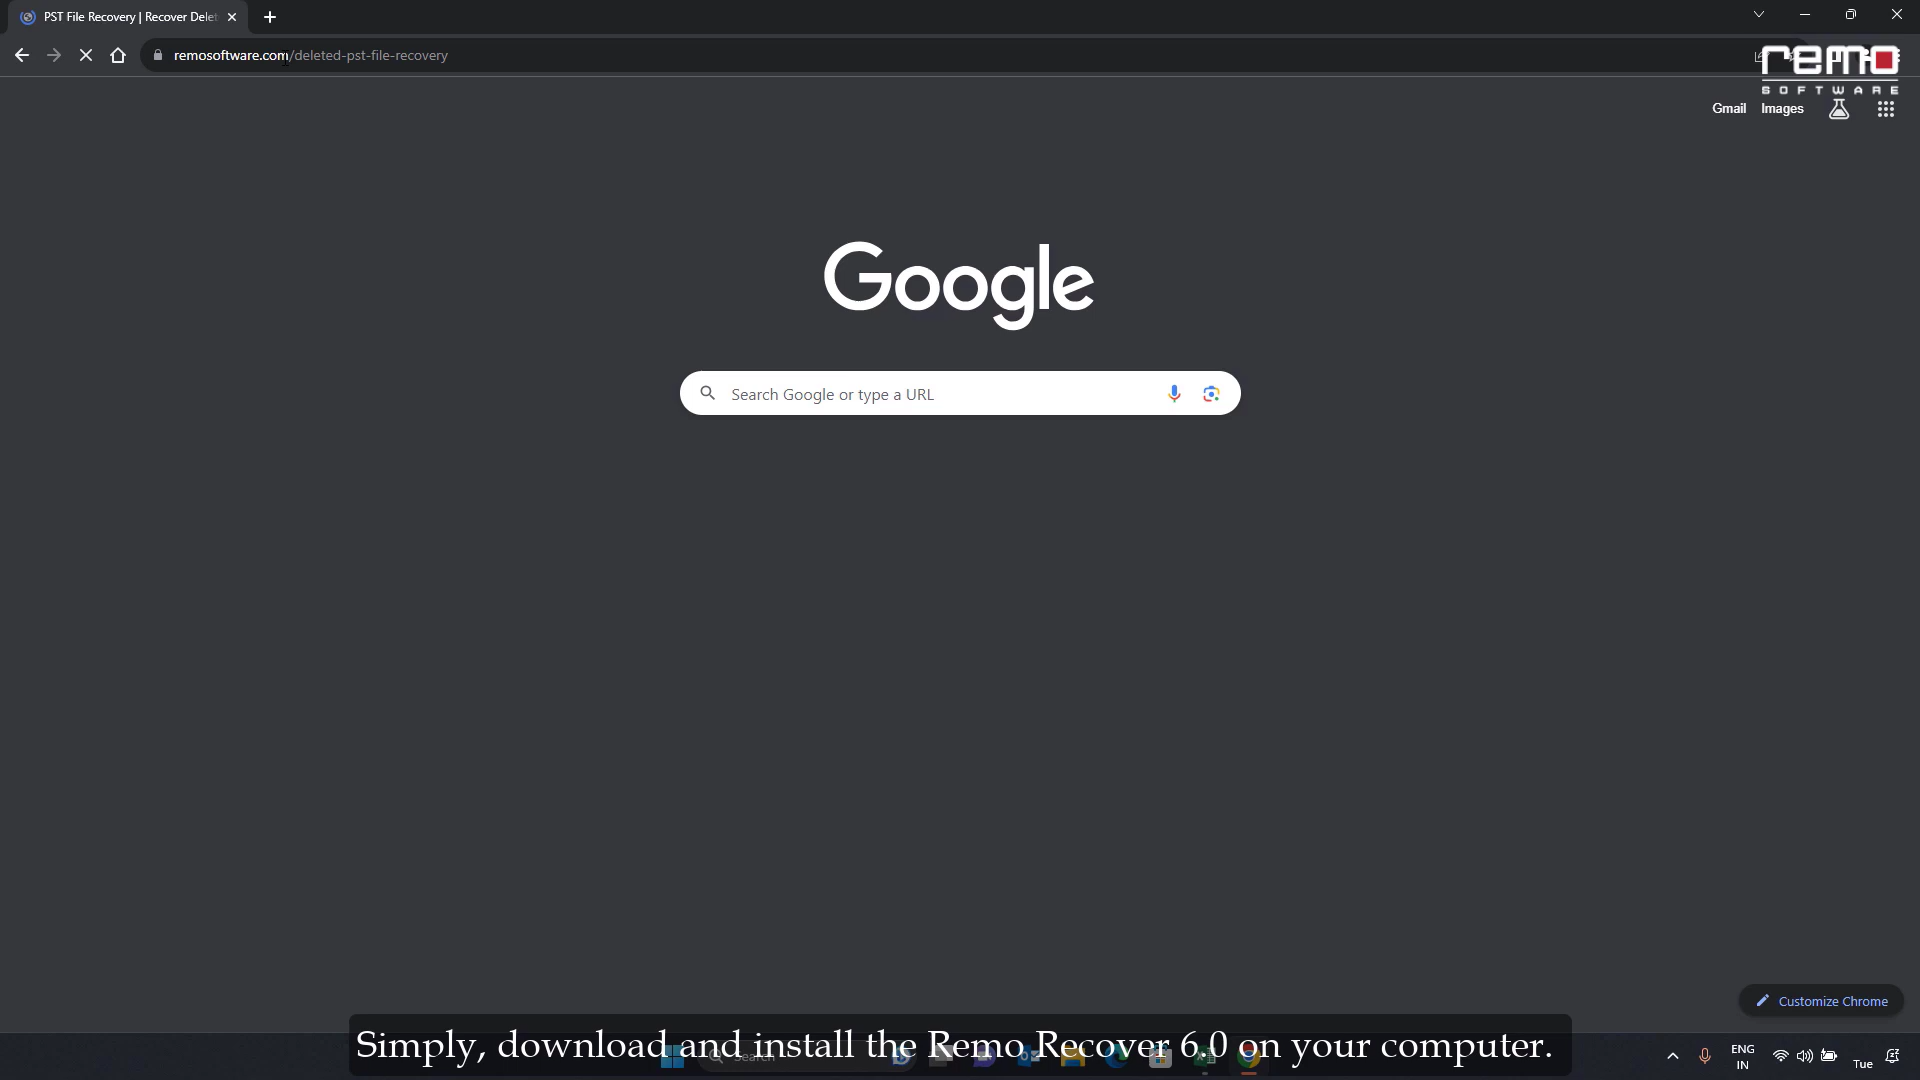 PST File Recovery | Recover Delet
remosoftware.com/deleted-pst-file-recovery
remo
SOFTWARE
Gmail Images
Google
Search Google or type a URL
Customize Chrome
Simply, download and install the Remo Recover 6.0 on your computer.
Search
ENG
IN
Tue